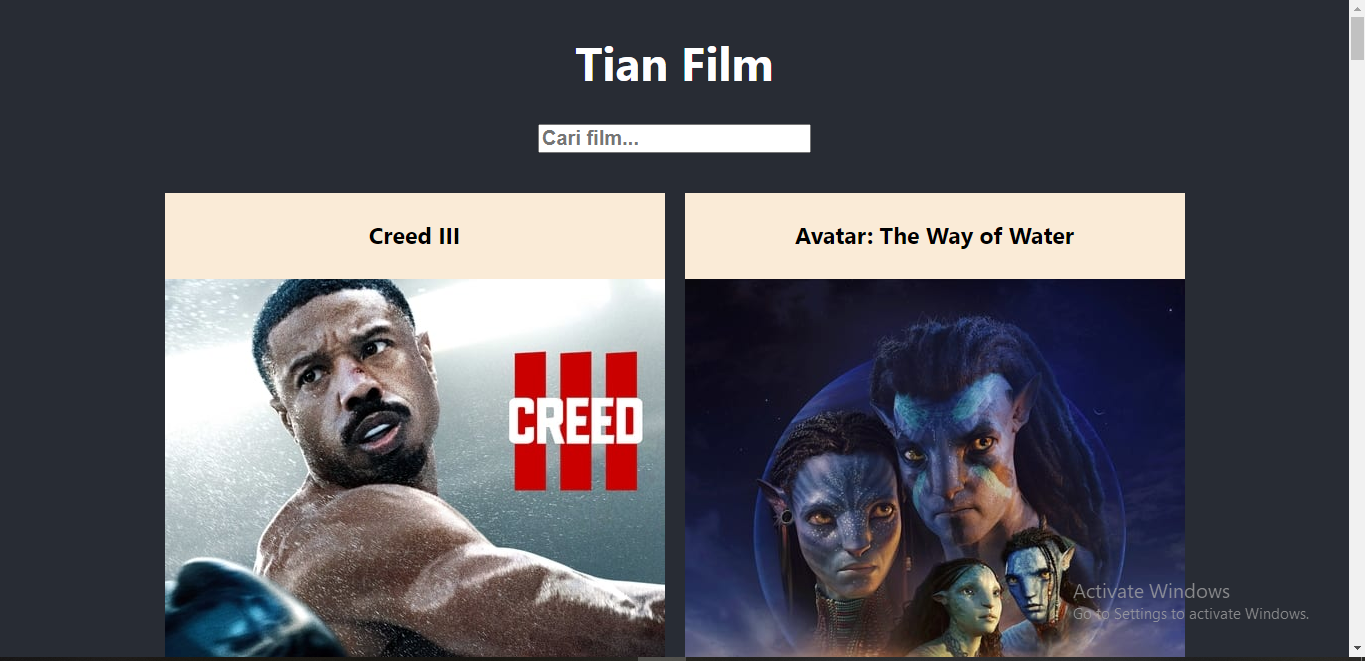 Tian Film
Cari film...
Creed III
Avatar: The Way of Water
III
CREED
Activate Windows
Go to Settings to activate Windows.